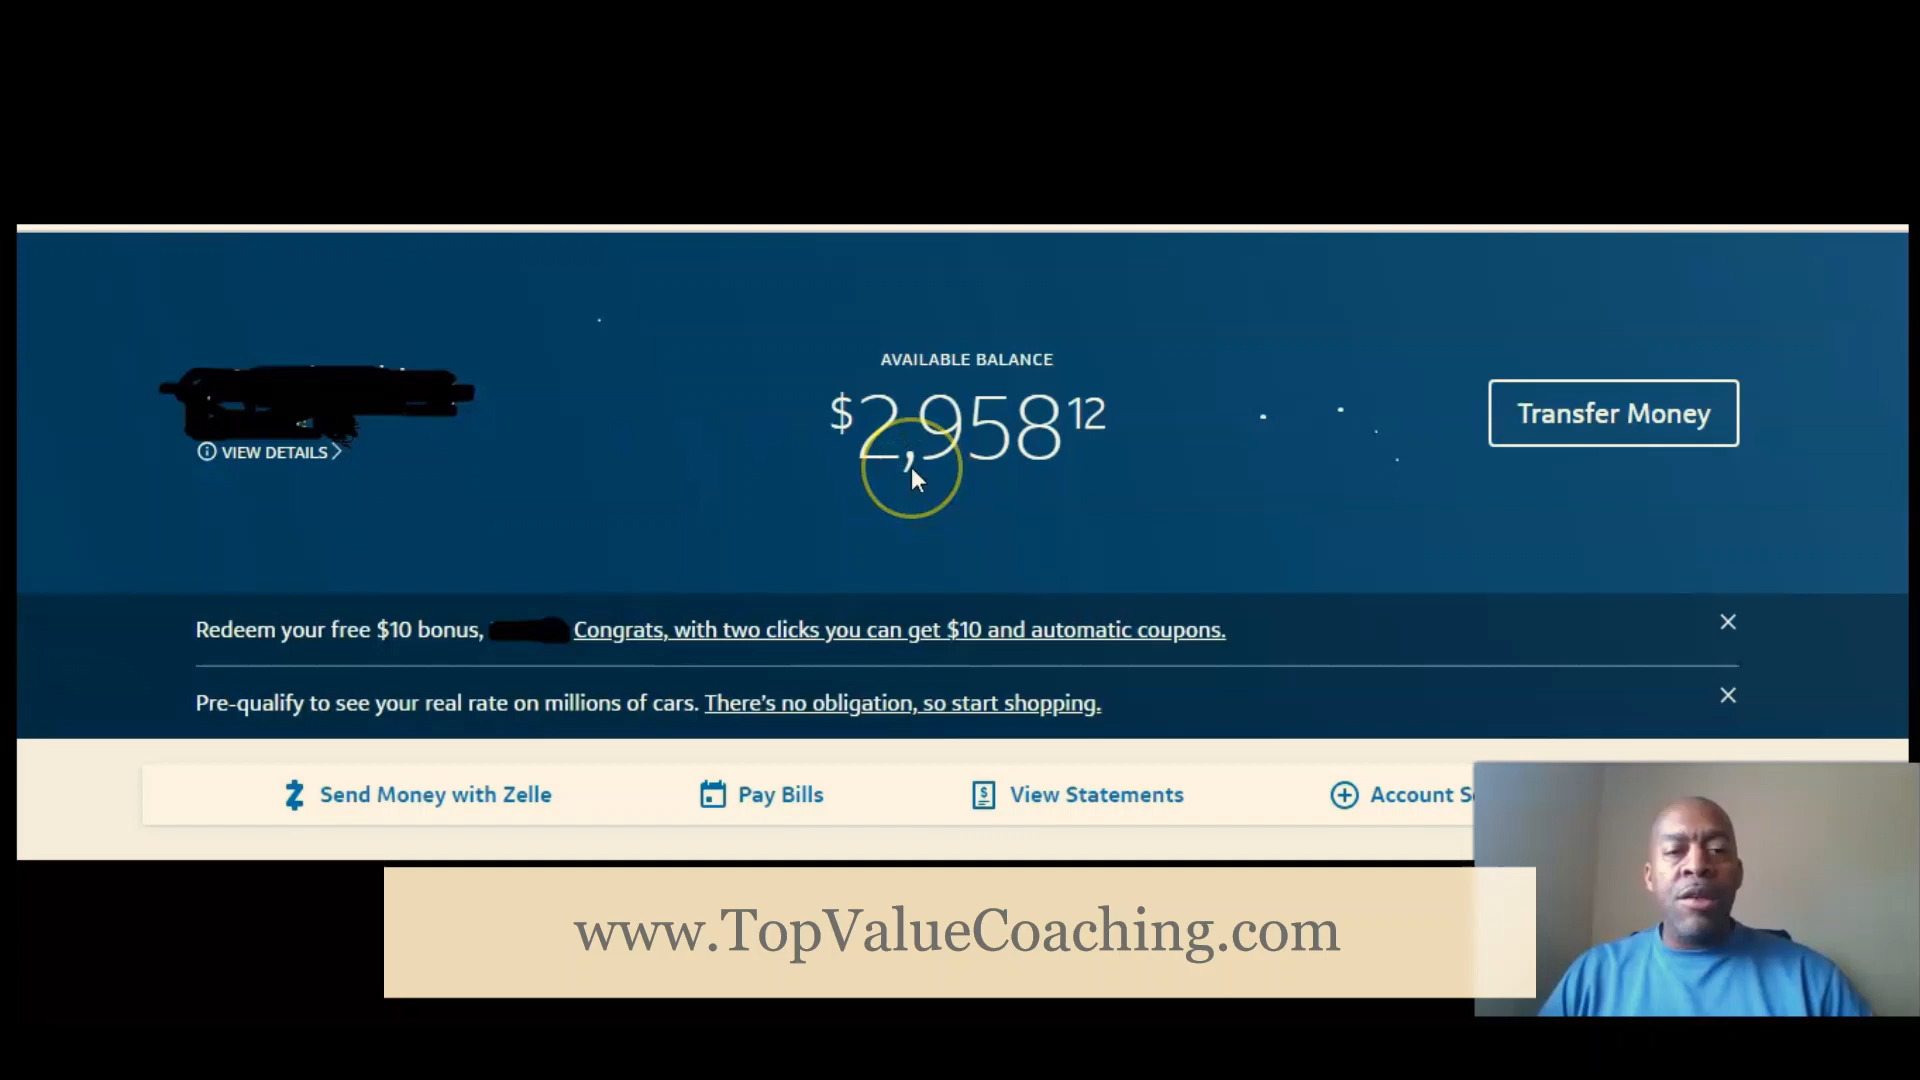 AVAILABLE BALANCE
$2,95812
Transfer Money
VIEW DETAILS
Redeem your free $10 bonus, Congrats, with two clicks you can get $10 and automatic coupons.
Pre-qualify to see your real rate on millions of cars. There's no obligation, so start shopping.
Send Money with Zelle
Pay Bills
View Statements
Account
www.TopValueCoaching.com